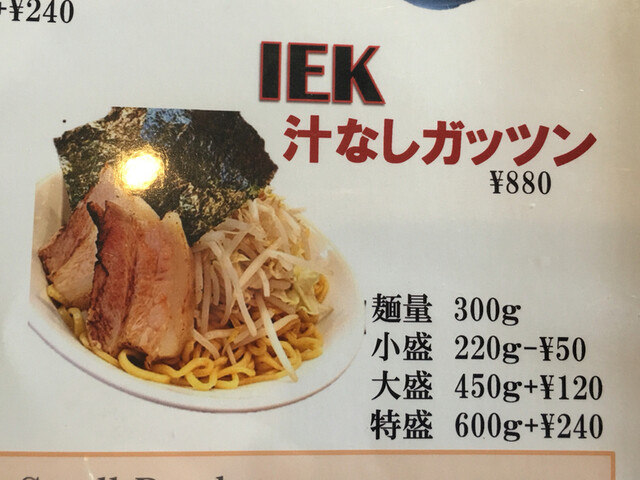 +¥240
IEK
汁なしガッツン
¥880
麺量 300g
小盛 220g-¥50
大盛 450g+¥120
特盛 600g+¥240